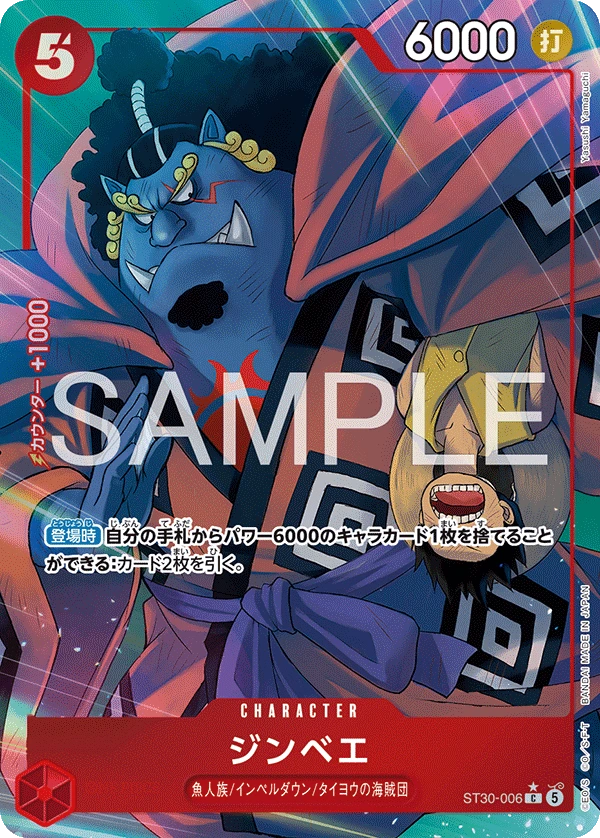 5
6000
打
Yasushi Yamaguchi
カウンター +1000
SAMPLE
登場時 自分の手札からパワー6000のキャラカード1枚を捨てること
ができる:カード2枚を引く。
CHARACTER
ジンベエ
魚人族/インペルダウン/タイヨウの海賊団
ST30-006 C 5
©EO/S ©O/S·F·T BANDAI MADE IN JAPAN